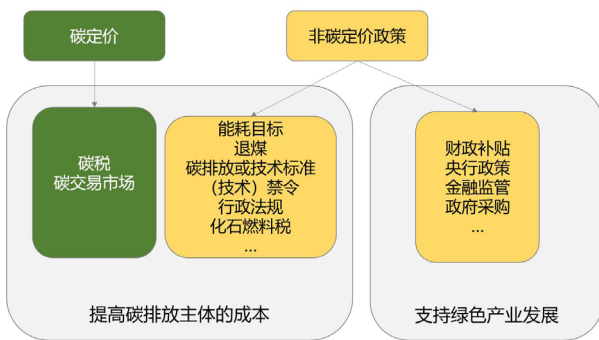 碳定价
非碳定价政策
碳税
碳交易市场
能耗目标
退煤
碳排放或技术标准
（技术）禁令
行政法规
化石燃料税
...
财政补贴
央行政策
金融监管
政府采购
...
提高碳排放主体的成本
支持绿色产业发展